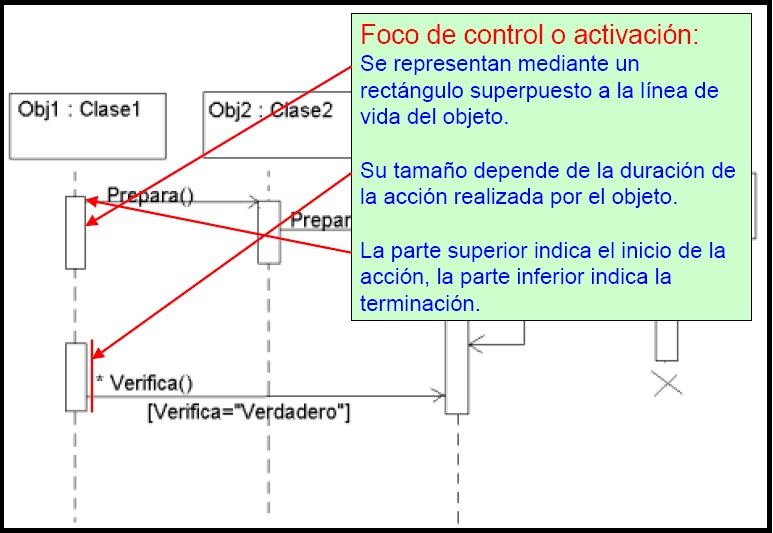 Foco de control o activación:
Se representan mediante un
rectángulo superpuesto a la línea de
vida del objeto.
Su tamaño depende de la duración de
la acción realizada por el objeto.
La parte superior indica el inicio de la
acción, la parte inferior indica la
terminación.
Obj1 : Clase1
Obj2 : Clase2
Prepara()
Prepar
* Verifica()
[Verifica="Verdadero"]